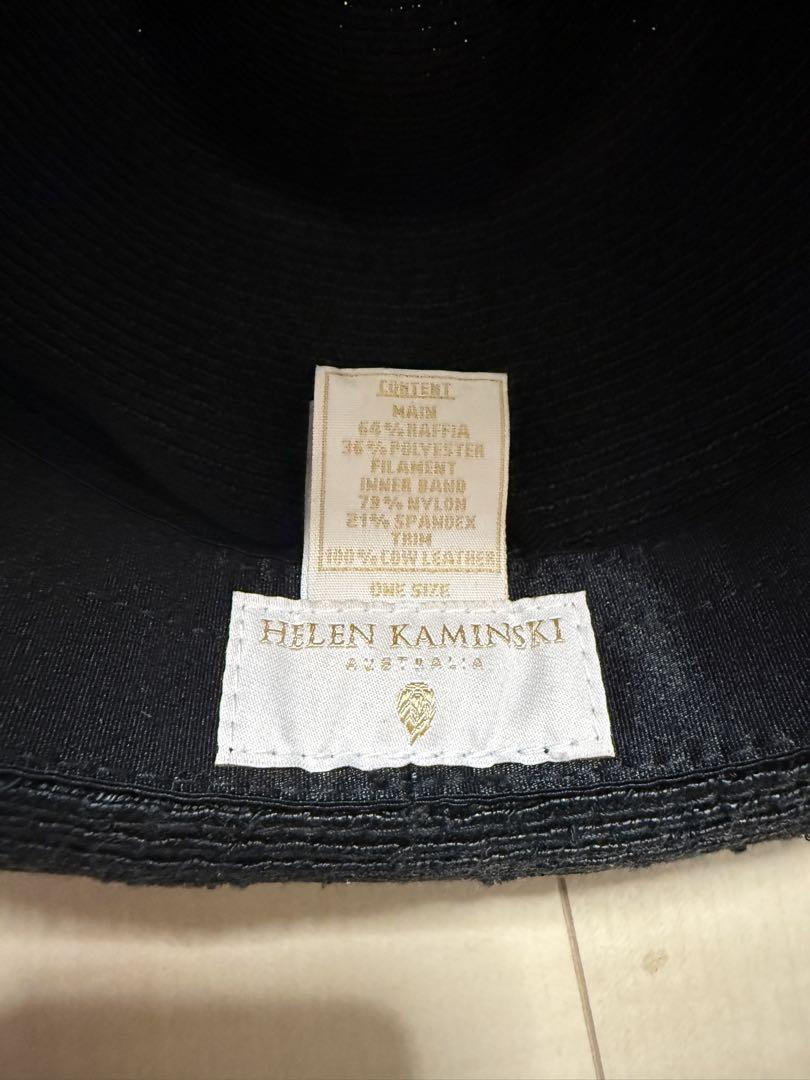 CONTENT
MAIN
64% RAFFIA
36% POLYESTER
FILAMENT
INNER BAND
79% NYLON
21% SPANDEX
TRIM
100% COW LEATHER
ONE SIZE
HELEN KAMINSKI
AUSTRALIA